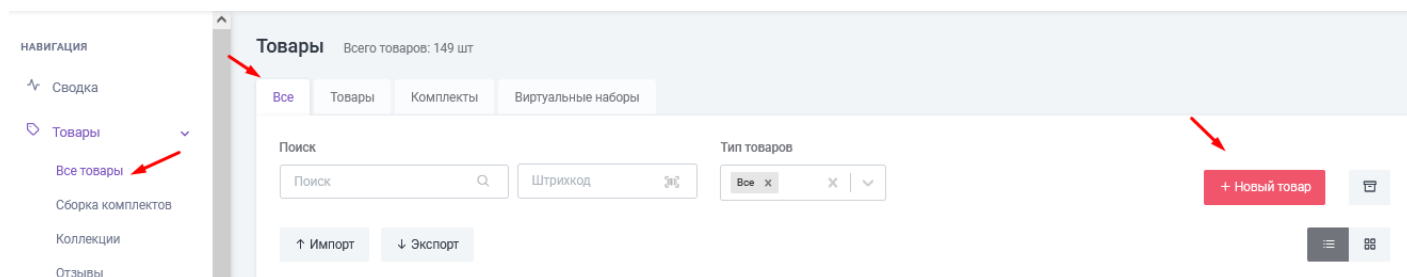 НАВИГАЦИЯ
Сводка
Товары
Все товары
Сборка комплектов
Коллекции
Отзывы
Товары Всего товаров: 149 шт
Все Товары Комплекты Виртуальные наборы
Поиск Тип товаров
Поиск Штрихкод Все x + Новый товар
↑ Импорт ↓ Экспорт